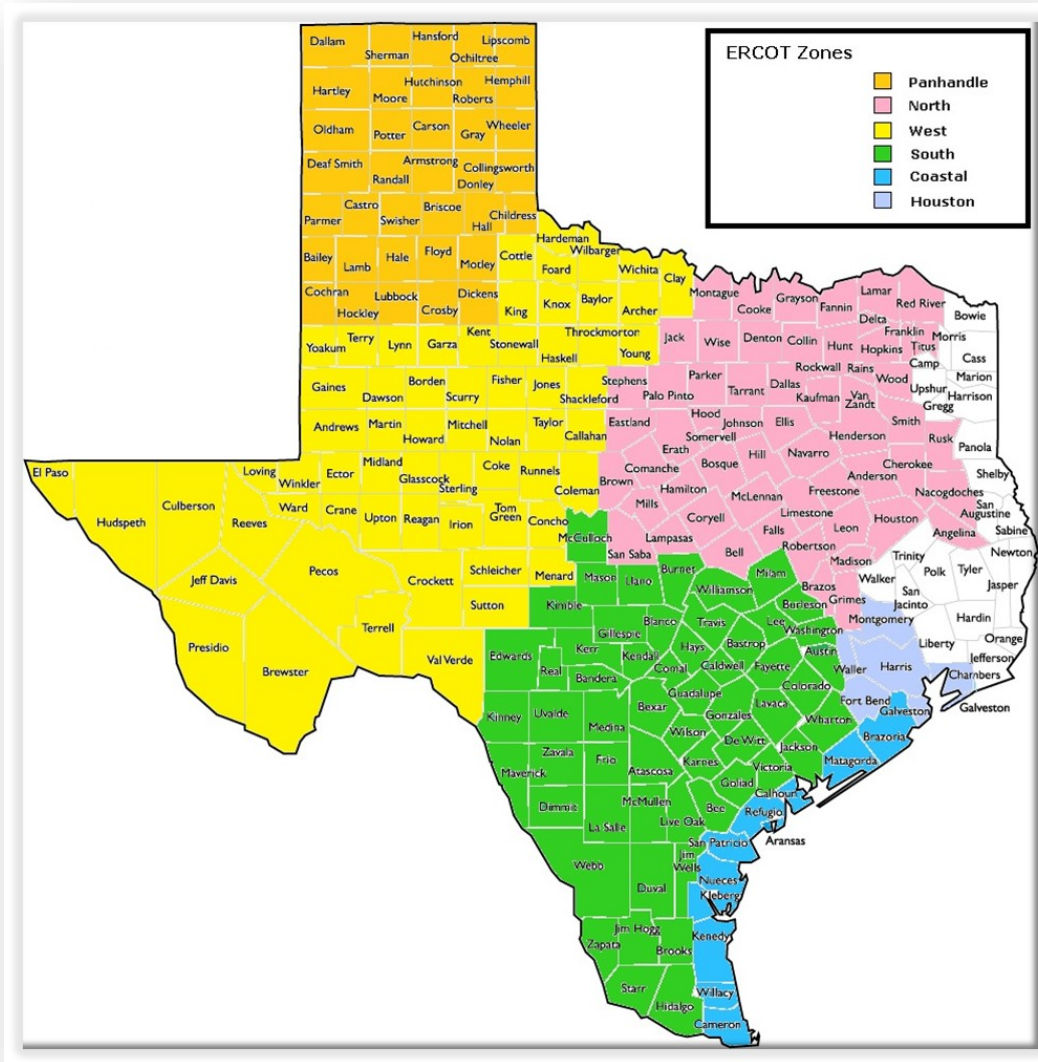 ERCOT Zones
Panhandle
North
West
South
Coastal
Houston
Dallam
Sherman
Hansford
Ochiltree
Lipscomb
Hartley
Moore
Hutchinson
Roberts
Hemphill
Oldham
Potter
Carson
Gray
Wheeler
Deaf Smith
Randall
Armstrong
Donley
Collingsworth
Parmer
Castro
Swisher
Briscoe
Hall
Childress
Bailey
Lamb
Hale
Floyd
Motley
Cottle
Hardeman
Foard
Wilbarger
Wichita
Clay
Cochran
Hockley
Lubbock
Crosby
Dickens
King
Knox
Baylor
Archer
Montague
Cooke
Grayson
Fannin
Lamar
Red River
Bowie
Yoakum
Terry
Lynn
Garza
Kent
Stonewall
Haskell
Throckmorton
Young
Jack
Wise
Denton
Collin
Hunt
Delta
Hopkins
Franklin
Titus
Morris
Cass
Camp
Marion
Gaines
Dawson
Borden
Scurry
Fisher
Jones
Shackleford
Stephens
Palo Pinto
Parker
Tarrant
Dallas
Rockwall
Rains
Kaufman
Van
Zandt
Wood
Upshur
Gregg
Harrison
Andrews
Martin
Howard
Mitchell
Nolan
Taylor
Callahan
Eastland
Erath
Hood
Somervell
Johnson
Ellis
Henderson
Smith
Rusk
Panola
El Paso
Hudspeth
Culberson
Loving
Winkler
Ector
Midland
Glasscock
Sterling
Coke
Runnels
Coleman
Brown
Comanche
Hamilton
Bosque
Hill
Navarro
Anderson
Cherokee
Nacogdoches
Shelby
Reeves
Ward
Crane
Upton
Reagan
Irion
Tom
Green
Concho
McCulloch
Mills
Lampasas
Coryell
McLennan
Limestone
Freestone
Falls
Leon
Houston
Angelina
San
Augustine
Sabine
Jeff Davis
Pecos
Crockett
Schleicher
Menard
San Saba
Bell
Robertson
Madison
Trinity
Polk
Tyler
Newton
Jasper
Presidio
Brewster
Terrell
Val Verde
Sutton
Kimble
Mason
Llano
Burnet
Williamson
Milam
Brazos
Grimes
Walker
San
Jacinto
Hardin
Orange
Jefferson
Liberty
Montgomery
Edwards
Real
Kerr
Gillespie
Blanco
Kendall
Bandera
Hays
Travis
Comal
Caldwell
Bastrop
Lee
Burleson
Washington
Austin
Fayette
Waller
Harris
Chambers
Galveston
Kinney
Uvalde
Medina
Bexar
Guadalupe
Gonzales
Wilson
Lavaca
Colorado
Wharton
Fort Bend
Galveston
Brazoria
Matagorda
Maverick
Zavala
Frio
Atascosa
Karnes
De Witt
Jackson
Victoria
Goliad
Calhoun
Dimmit
La Salle
McMullen
Live Oak
Bee
Refugio
Aransas
San Patricio
Webb
Duval
Jim
Wells
Nueces
Kleberg
Zapata
Jim Hogg
Brooks
Kenedy
Starr
Hidalgo
Willacy
Cameron